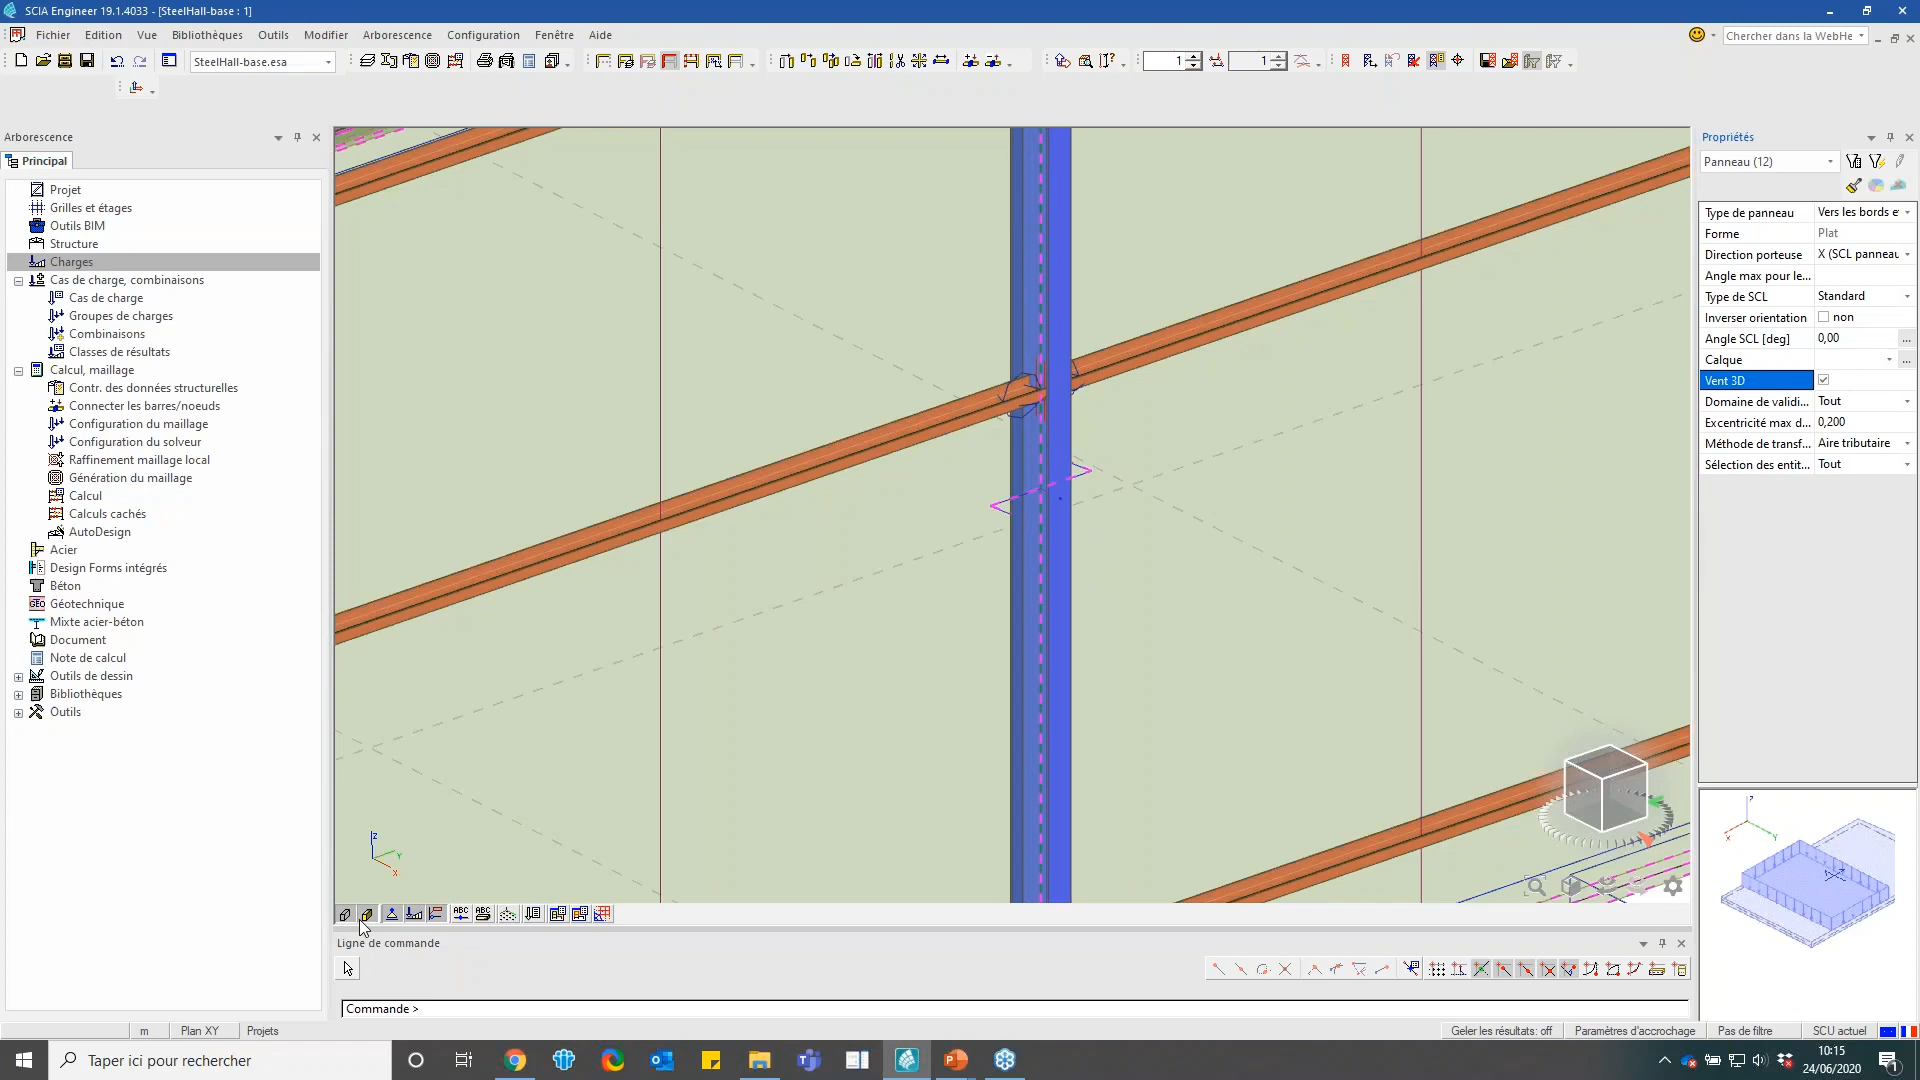 SCIA Engineer 19.1.4033 - [SteelHall-base : 1]
Fichier Edition Vue Bibliothèques Outils Modifier Arborescence Configuration Fenêtre Aide
Chercher dans la WebHe
SteelHall-base.esa
1
1
Arborescence
Principal
Projet
Grilles et étages
Outils BIM
Structure
Charges
Cas de charge, combinaisons
Cas de charge
Groupes de charges
Combinaisons
Classes de résultats
Calcul, maillage
Contr. des données structurelles
Connecter les barres/noeuds
Configuration du maillage
Configuration du solveur
Raffinement maillage local
Génération du maillage
Calcul
Calculs cachés
AutoDesign
Acier
Design Forms intégrés
Béton
GEO Géotechnique
Mixte acier-béton
Document
Note de calcul
Outils de dessin
Bibliothèques
Outils
z
Y
x
ABC ABC
Propriétés
Panneau (12)
Type de panneau Vers les bords e
Forme Plat
Direction porteuse X (SCL panneau
Angle max pour le...
Type de SCL Standard
Inverser orientation non
Angle SCL [deg] 0,00 ...
Calque ...
Vent 3D
Domaine de validi... Tout
Excentricité max d... 0,200
Méthode de transf... Aire tributaire
Sélection des entit... Tout
Ligne de commande
Commande >
m Plan XY Projets
Geler les résultats: off Paramètres d'accrochage Pas de filtre SCU actuel
Taper ici pour rechercher
10:15
24/06/2020
1